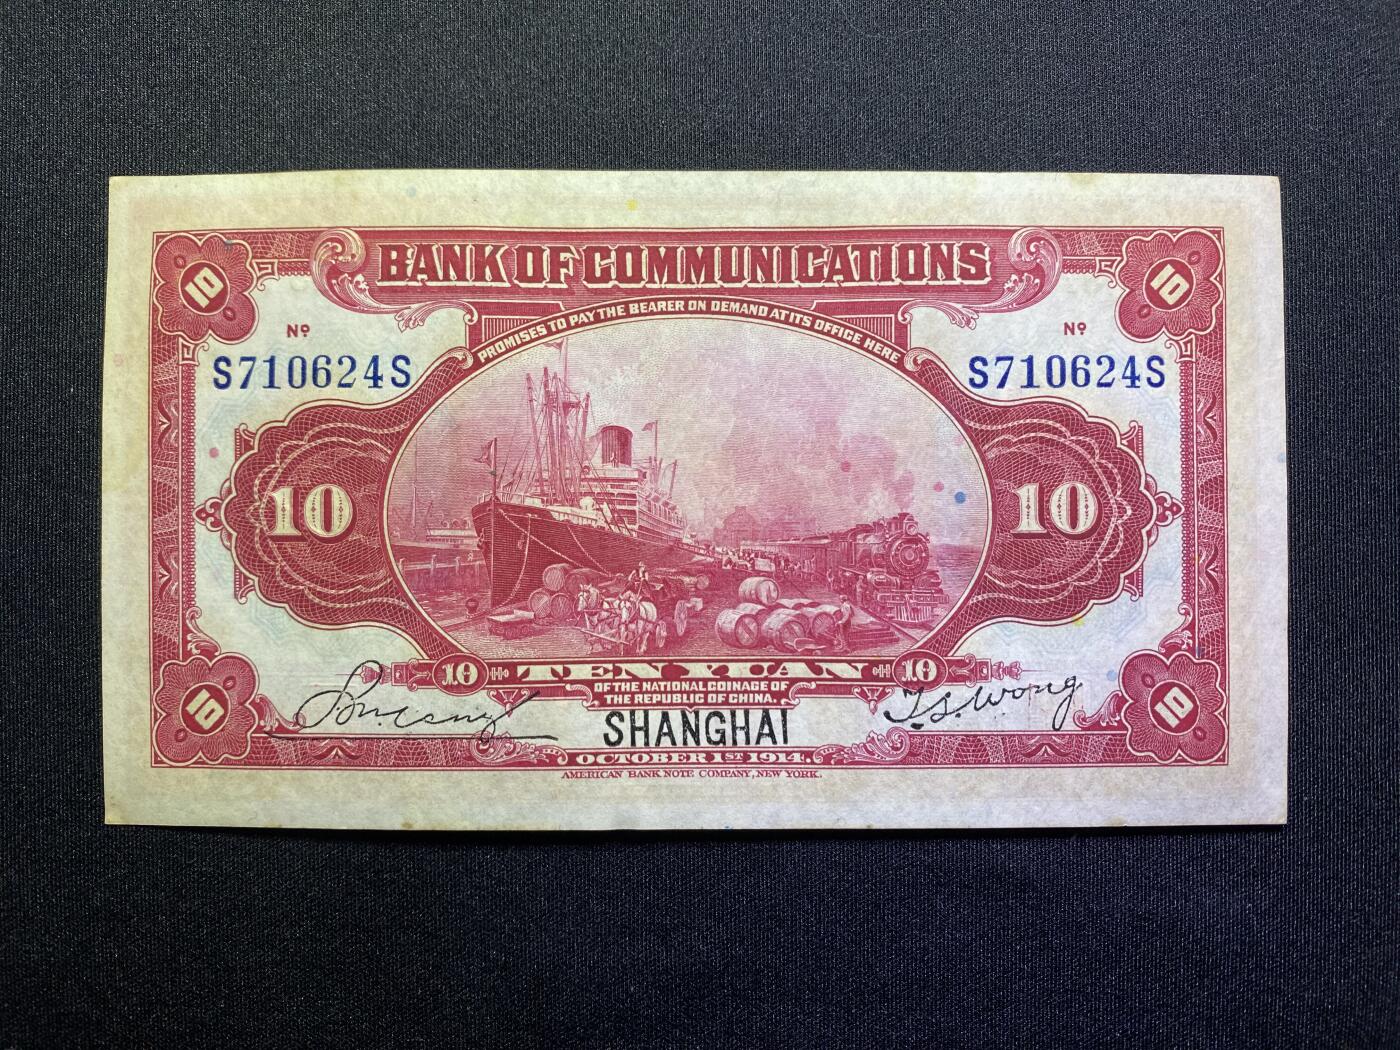 BANK OF COMMUNICATIONS
PROMISES TO PAY THE BEARER ON DEMAND AT ITS OFFICE HERE
10
10
Nº
Nº
S710624S
S710624S
10
10
10 TEN YUAN 10
OF THE NATIONAL COINAGE OF
THE REPUBLIC OF CHINA.
10
10
T.S. Wong
SHANGHAI
OCTOBER 1ST 1914.
AMERICAN BANK NOTE COMPANY, NEW YORK.